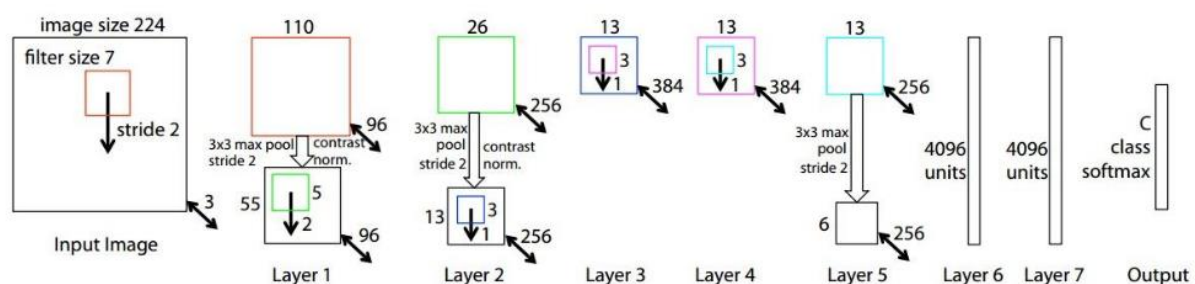 image size 224
filter size 7
stride 2
3
Input Image
110
96
3x3 max pool
stride 2
contrast
norm.
55
5
2
96
Layer 1
26
256
3x3 max
pool
stride 2
contrast
norm.
13
3
1
256
Layer 2
13
3
1
384
Layer 3
13
3
1
384
Layer 4
13
256
3x3 max
pool
stride 2
6
256
Layer 5
4096
units
Layer 6
4096
units
Layer 7
C
class
softmax
Output